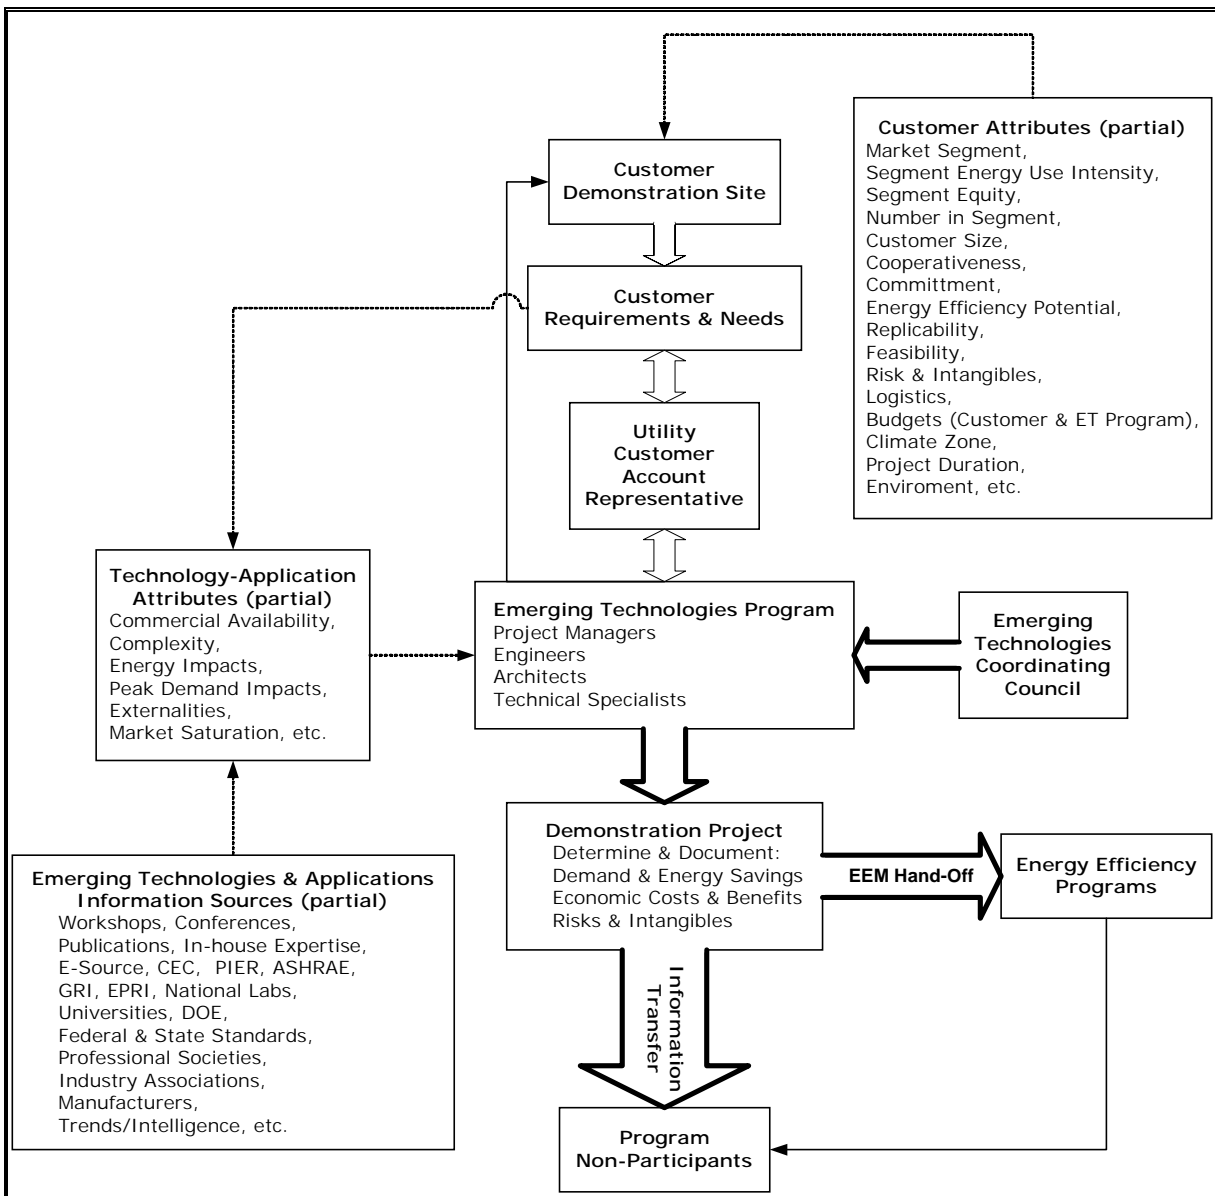 Customer Attributes (partial)
Market Segment,
Segment Energy Use Intensity,
Segment Equity,
Number in Segment,
Customer Size,
Cooperativeness,
Committment,
Energy Efficiency Potential,
Replicability,
Feasibility,
Risk & Intangibles,
Logistics,
Budgets (Customer & ET Program),
Climate Zone,
Project Duration,
Enviroment, etc.
Customer
Demonstration Site
Customer
Requirements & Needs
Utility
Customer
Account
Representative
Technology-Application
Attributes (partial)
Commercial Availability,
Complexity,
Energy Impacts,
Peak Demand Impacts,
Externalities,
Market Saturation, etc.
Emerging Technologies Program
Project Managers
Engineers
Architects
Technical Specialists
Emerging
Technologies
Coordinating
Council
Demonstration Project
Determine & Document:
Demand & Energy Savings
Economic Costs & Benefits
Risks & Intangibles
EEM Hand-Off
Energy Efficiency
Programs
Emerging Technologies & Applications
Information Sources (partial)
Workshops, Conferences,
Publications, In-house Expertise,
E-Source, CEC,  PIER, ASHRAE,
GRI, EPRI, National Labs,
Universities, DOE,
Federal & State Standards,
Professional Societies,
Industry Associations,
Manufacturers,
Trends/Intelligence, etc.
Information
Transfer
Program
Non-Participants